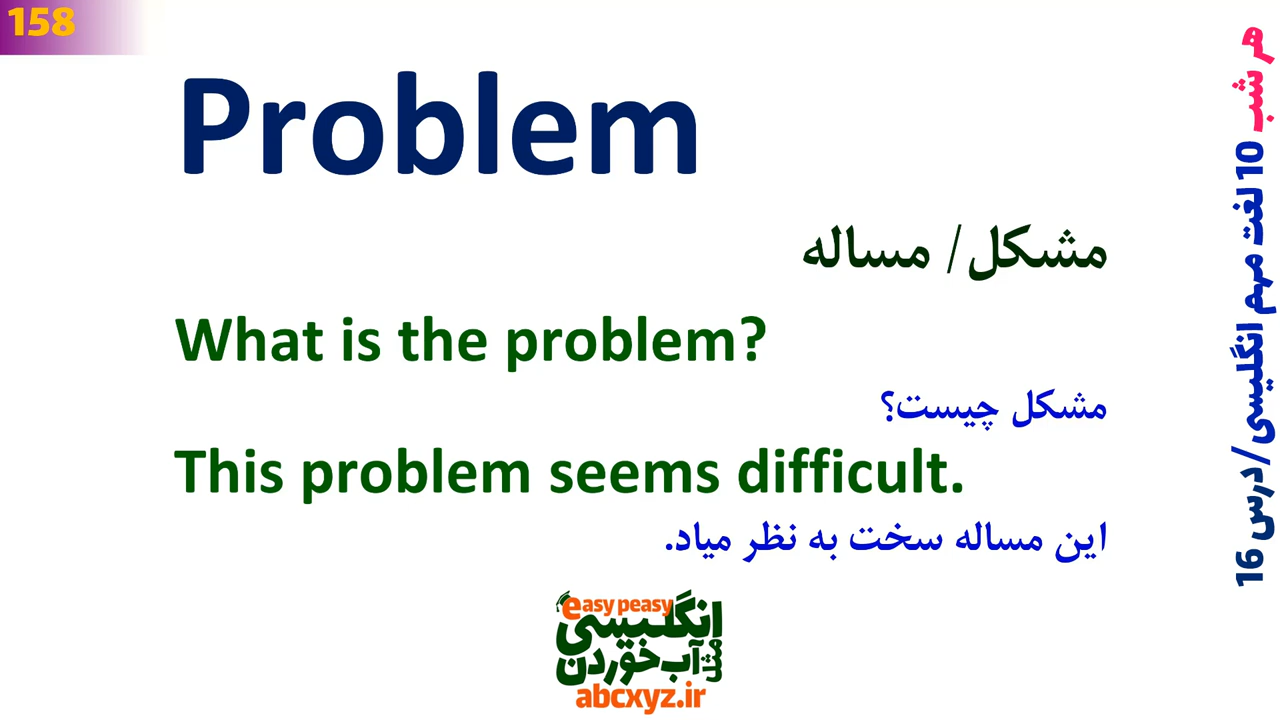 158
Problem
مشکل/ مساله
What is the problem?
مشکل چیست؟
This problem seems difficult.
این مساله سخت به نظر میاد.
هر شب 10 لغت مهم انگلیسی/درس 16
easy peasy
انگلیسی
مثل آب خوردن
abcxyz.ir